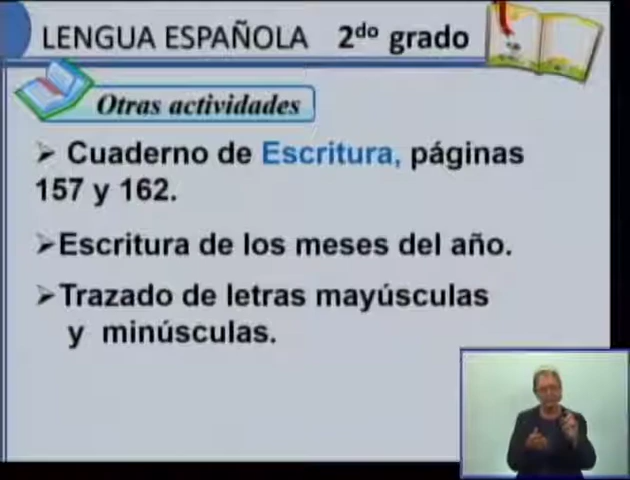 LENGUA ESPAÑOLA 2do grado
Otras actividades
➢ Cuaderno de Escritura, páginas
157 y 162.
➢Escritura de los meses del año.
➢Trazado de letras mayúsculas
y minúsculas.